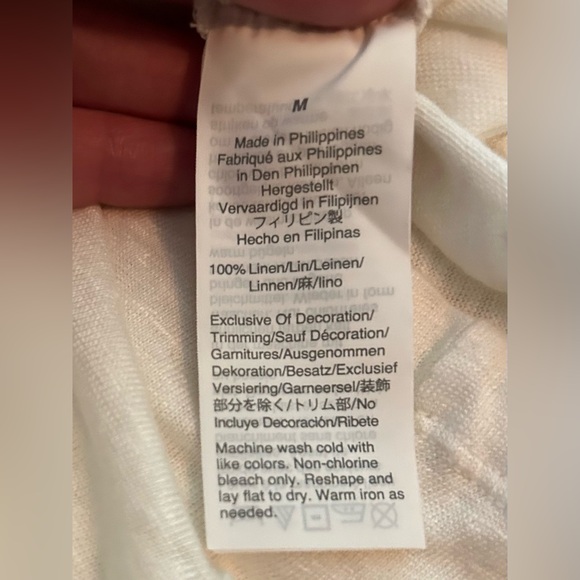 M
Made in Philippines
Fabriqué aux Philippines
in Den Philippinen
Hergestellt
Vervaardigd in Filipijnen
フィリピン製
Hecho en Filipinas
100% Linen/Lin/Leinen/
Linnen/麻/lino
Exclusive Of Decoration/
Trimming/Sauf Décoration/
Garnitures/Ausgenommen
Dekoration/Besatz/Exclusief
Versiering/Garneersel/装飾
部分を除く/トリム部/No
Incluye Decoración/Ribete
Machine wash cold with
like colors. Non-chlorine
bleach only. Reshape and
lay flat to dry. Warm iron as
needed.